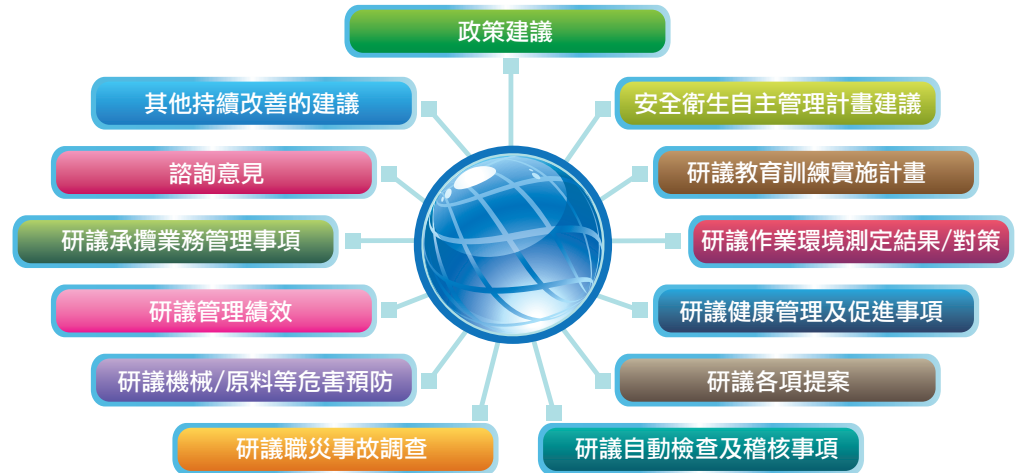 政策建議
其他持續改善的建議
安全衛生自主管理計畫建議
諮詢意見
研議教育訓練實施計畫
研議承攬業務管理事項
研議作業環境測定結果/對策
研議管理績效
研議健康管理及促進事項
研議機械/原料等危害預防
研議各項提案
研議職災事故調查
研議自動檢查及稽核事項